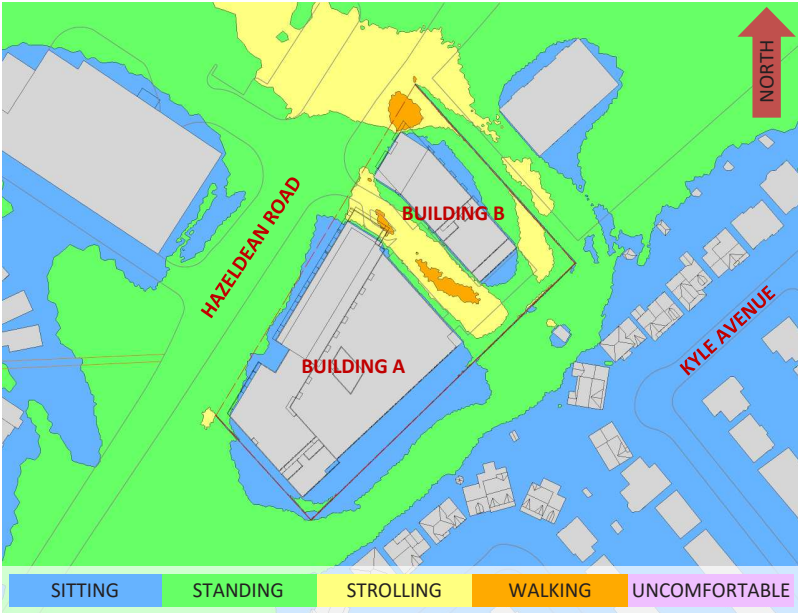 NORTH
HAZELDEAN ROAD
BUILDING B
BUILDING A
KYLE AVENUE
SITTING
STANDING
STROLLING
WALKING
UNCOMFORTABLE